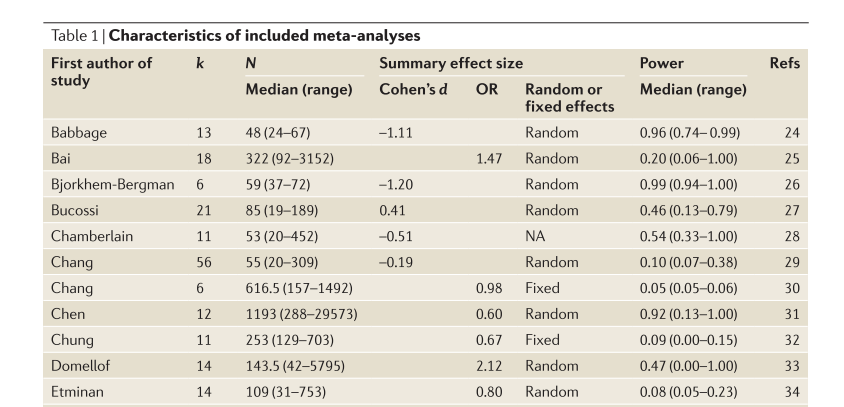 Table 1 | Characteristics of included meta-analyses
First author of study k N Summary effect size Power Refs
Median (range) Cohen's d OR Random or fixed effects Median (range)
Babbage 13 48 (24–67) –1.11 Random 0.96 (0.74– 0.99) 24
Bai 18 322 (92–3152) 1.47 Random 0.20 (0.06–1.00) 25
Bjorkhem-Bergman 6 59 (37–72) –1.20 Random 0.99 (0.94–1.00) 26
Bucossi 21 85 (19–189) 0.41 Random 0.46 (0.13–0.79) 27
Chamberlain 11 53 (20–452) –0.51 NA 0.54 (0.33–1.00) 28
Chang 56 55 (20–309) –0.19 Random 0.10 (0.07–0.38) 29
Chang 6 616.5 (157–1492) 0.98 Fixed 0.05 (0.05–0.06) 30
Chen 12 1193 (288–29573) 0.60 Random 0.92 (0.13–1.00) 31
Chung 11 253 (129–703) 0.67 Fixed 0.09 (0.00–0.15) 32
Domellof 14 143.5 (42–5795) 2.12 Random 0.47 (0.00–1.00) 33
Etminan 14 109 (31–753) 0.80 Random 0.08 (0.05–0.23) 34